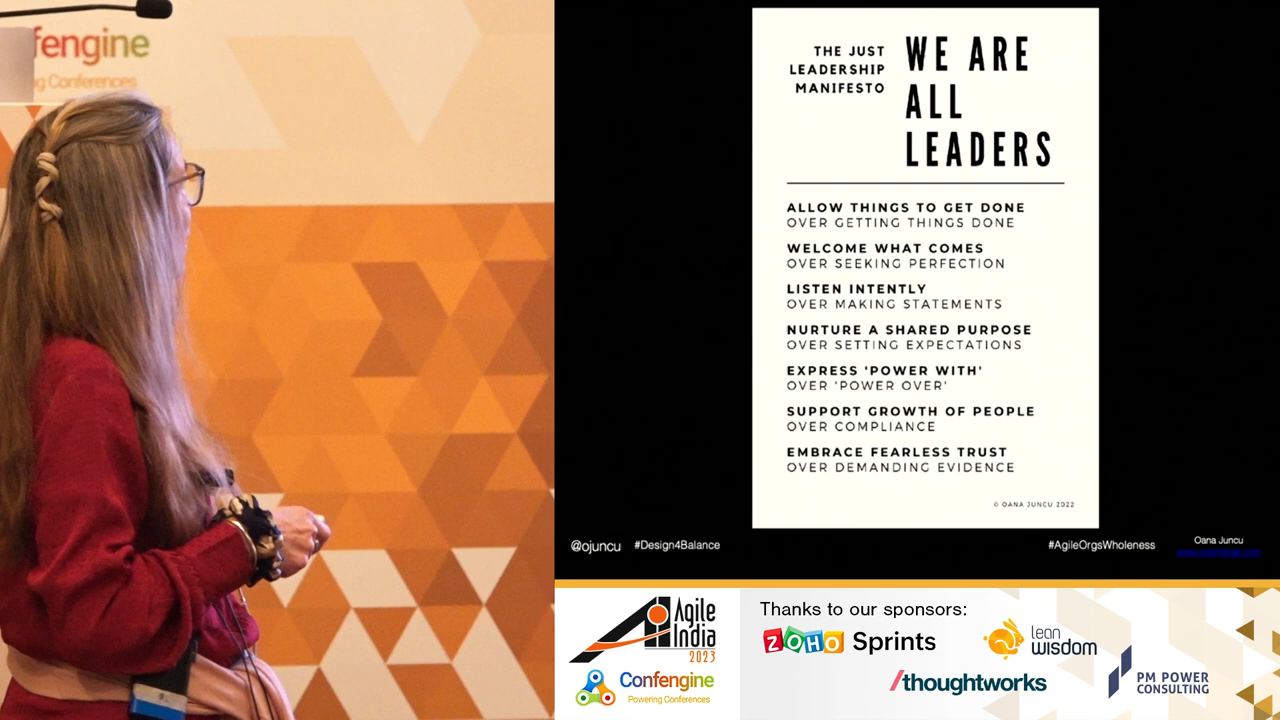 fengine
ng Conferences
THE JUST
LEADERSHIP
MANIFESTO
WE ARE
ALL
LEADERS
ALLOW THINGS TO GET DONE
OVER GETTING THINGS DONE
WELCOME WHAT COMES
OVER SEEKING PERFECTION
LISTEN INTENTLY
OVER MAKING STATEMENTS
NURTURE A SHARED PURPOSE
OVER SETTING EXPECTATIONS
EXPRESS 'POWER WITH'
OVER 'POWER OVER'
SUPPORT GROWTH OF PEOPLE
OVER COMPLIANCE
EMBRACE FEARLESS TRUST
OVER DEMANDING EVIDENCE
© OANA JUNCU 2022
@ojuncu #Design4Balance
#AgileOrgsWholeness
Oana Juncu
Agile
India
2023
Confengine
Powering Conferences
Thanks to our sponsors:
ZOHO Sprints
lean
wisdom
/thoughtworks
PM POWER
CONSULTING